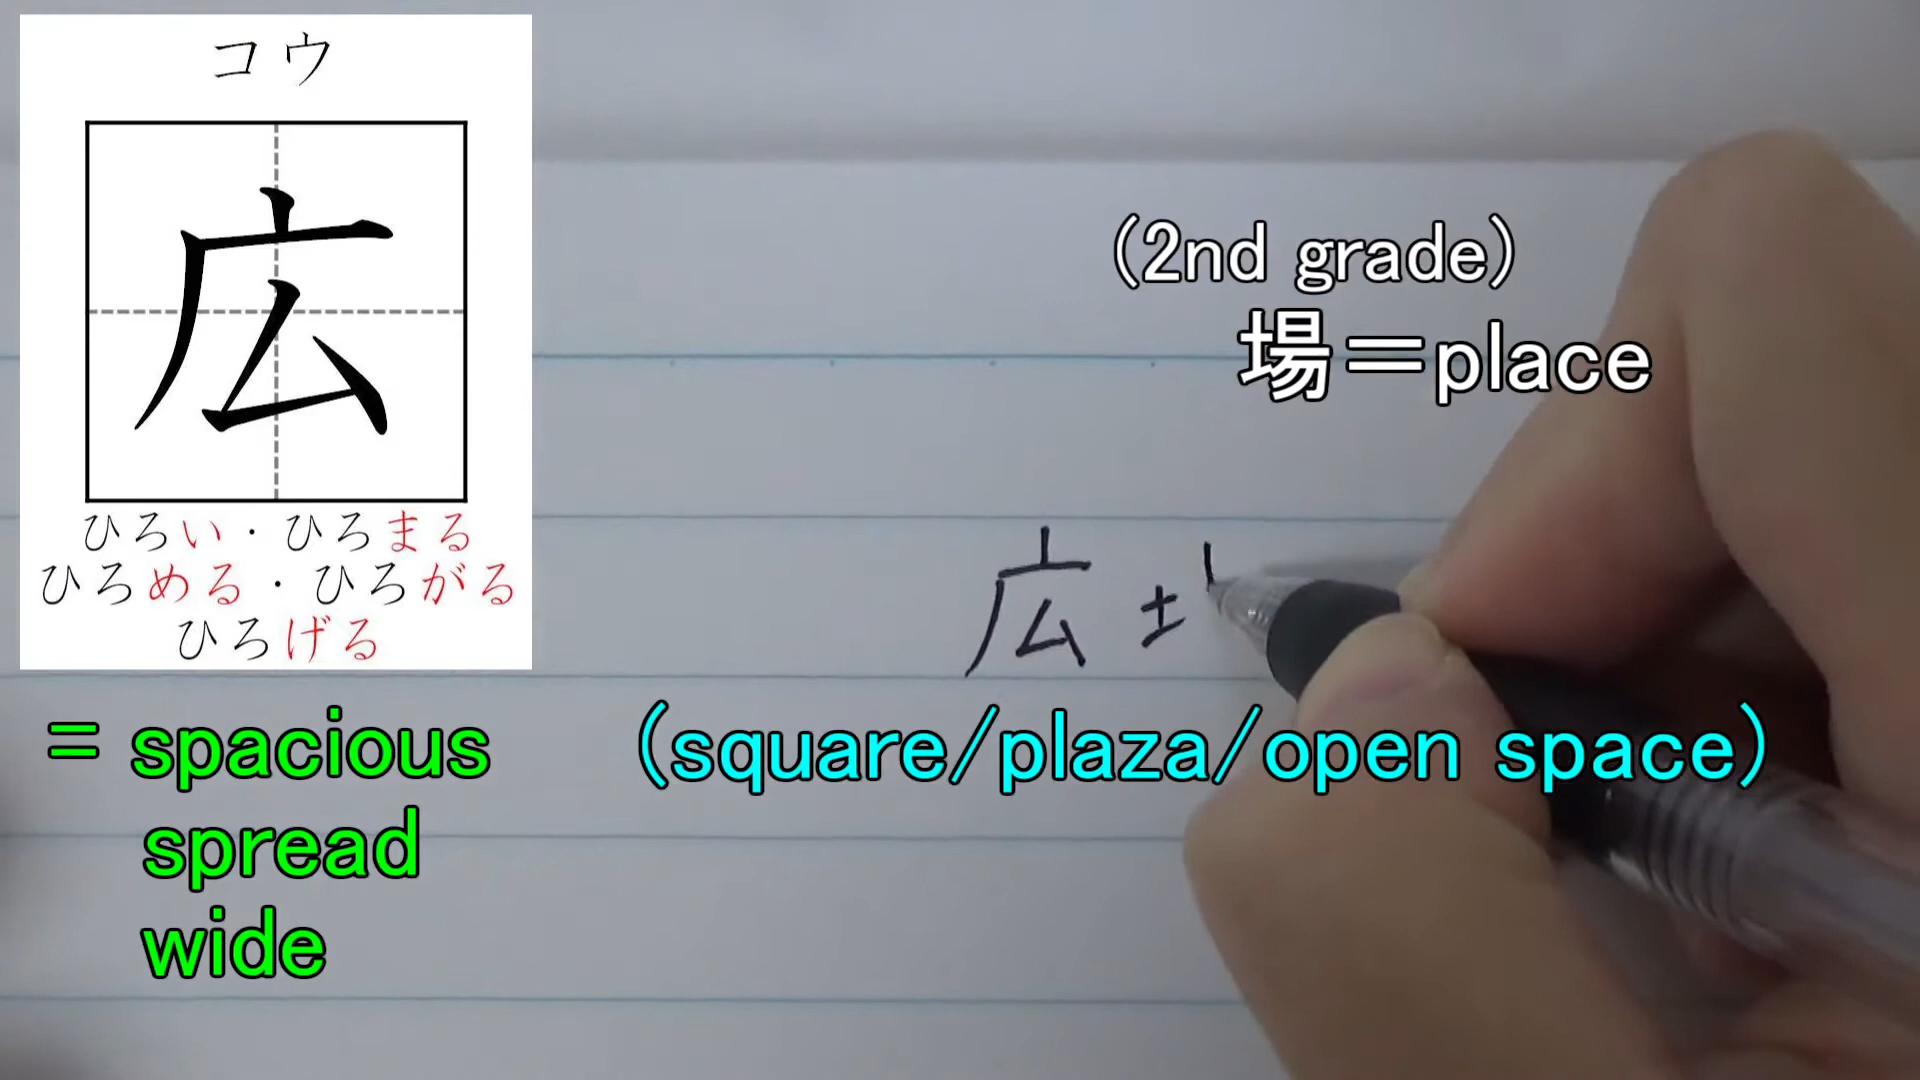 コウ
広
ひろい・ひろまる
ひろめる・ひろがる
ひろげる
= spacious
spread
wide
(2nd grade)
場＝place
広
(square/plaza/open space)